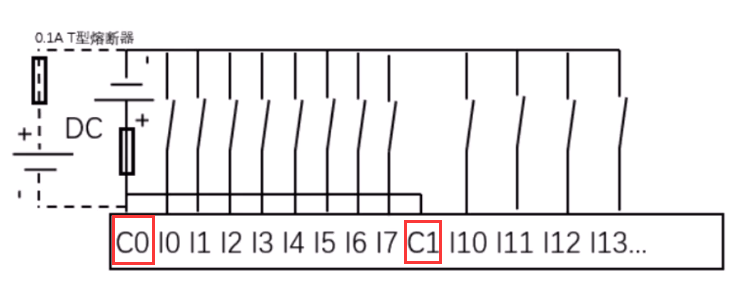 0.1A T型熔断器
DC
+
+
C0 I0 I1 I2 I3 I4 I5 I6 I7 C1 I10 I11 I12 I13...